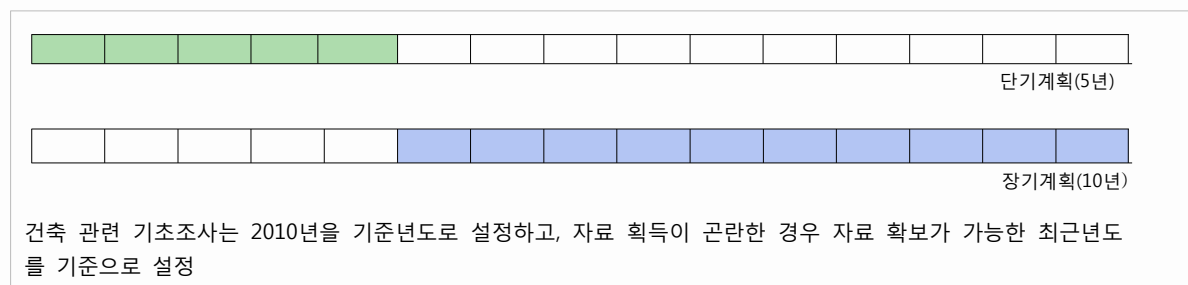 단기계획(5년)
장기계획(10년)
건축 관련 기초조사는 2010년을 기준년도로 설정하고, 자료 획득이 곤란한 경우 자료 확보가 가능한 최근년도
를 기준으로 설정